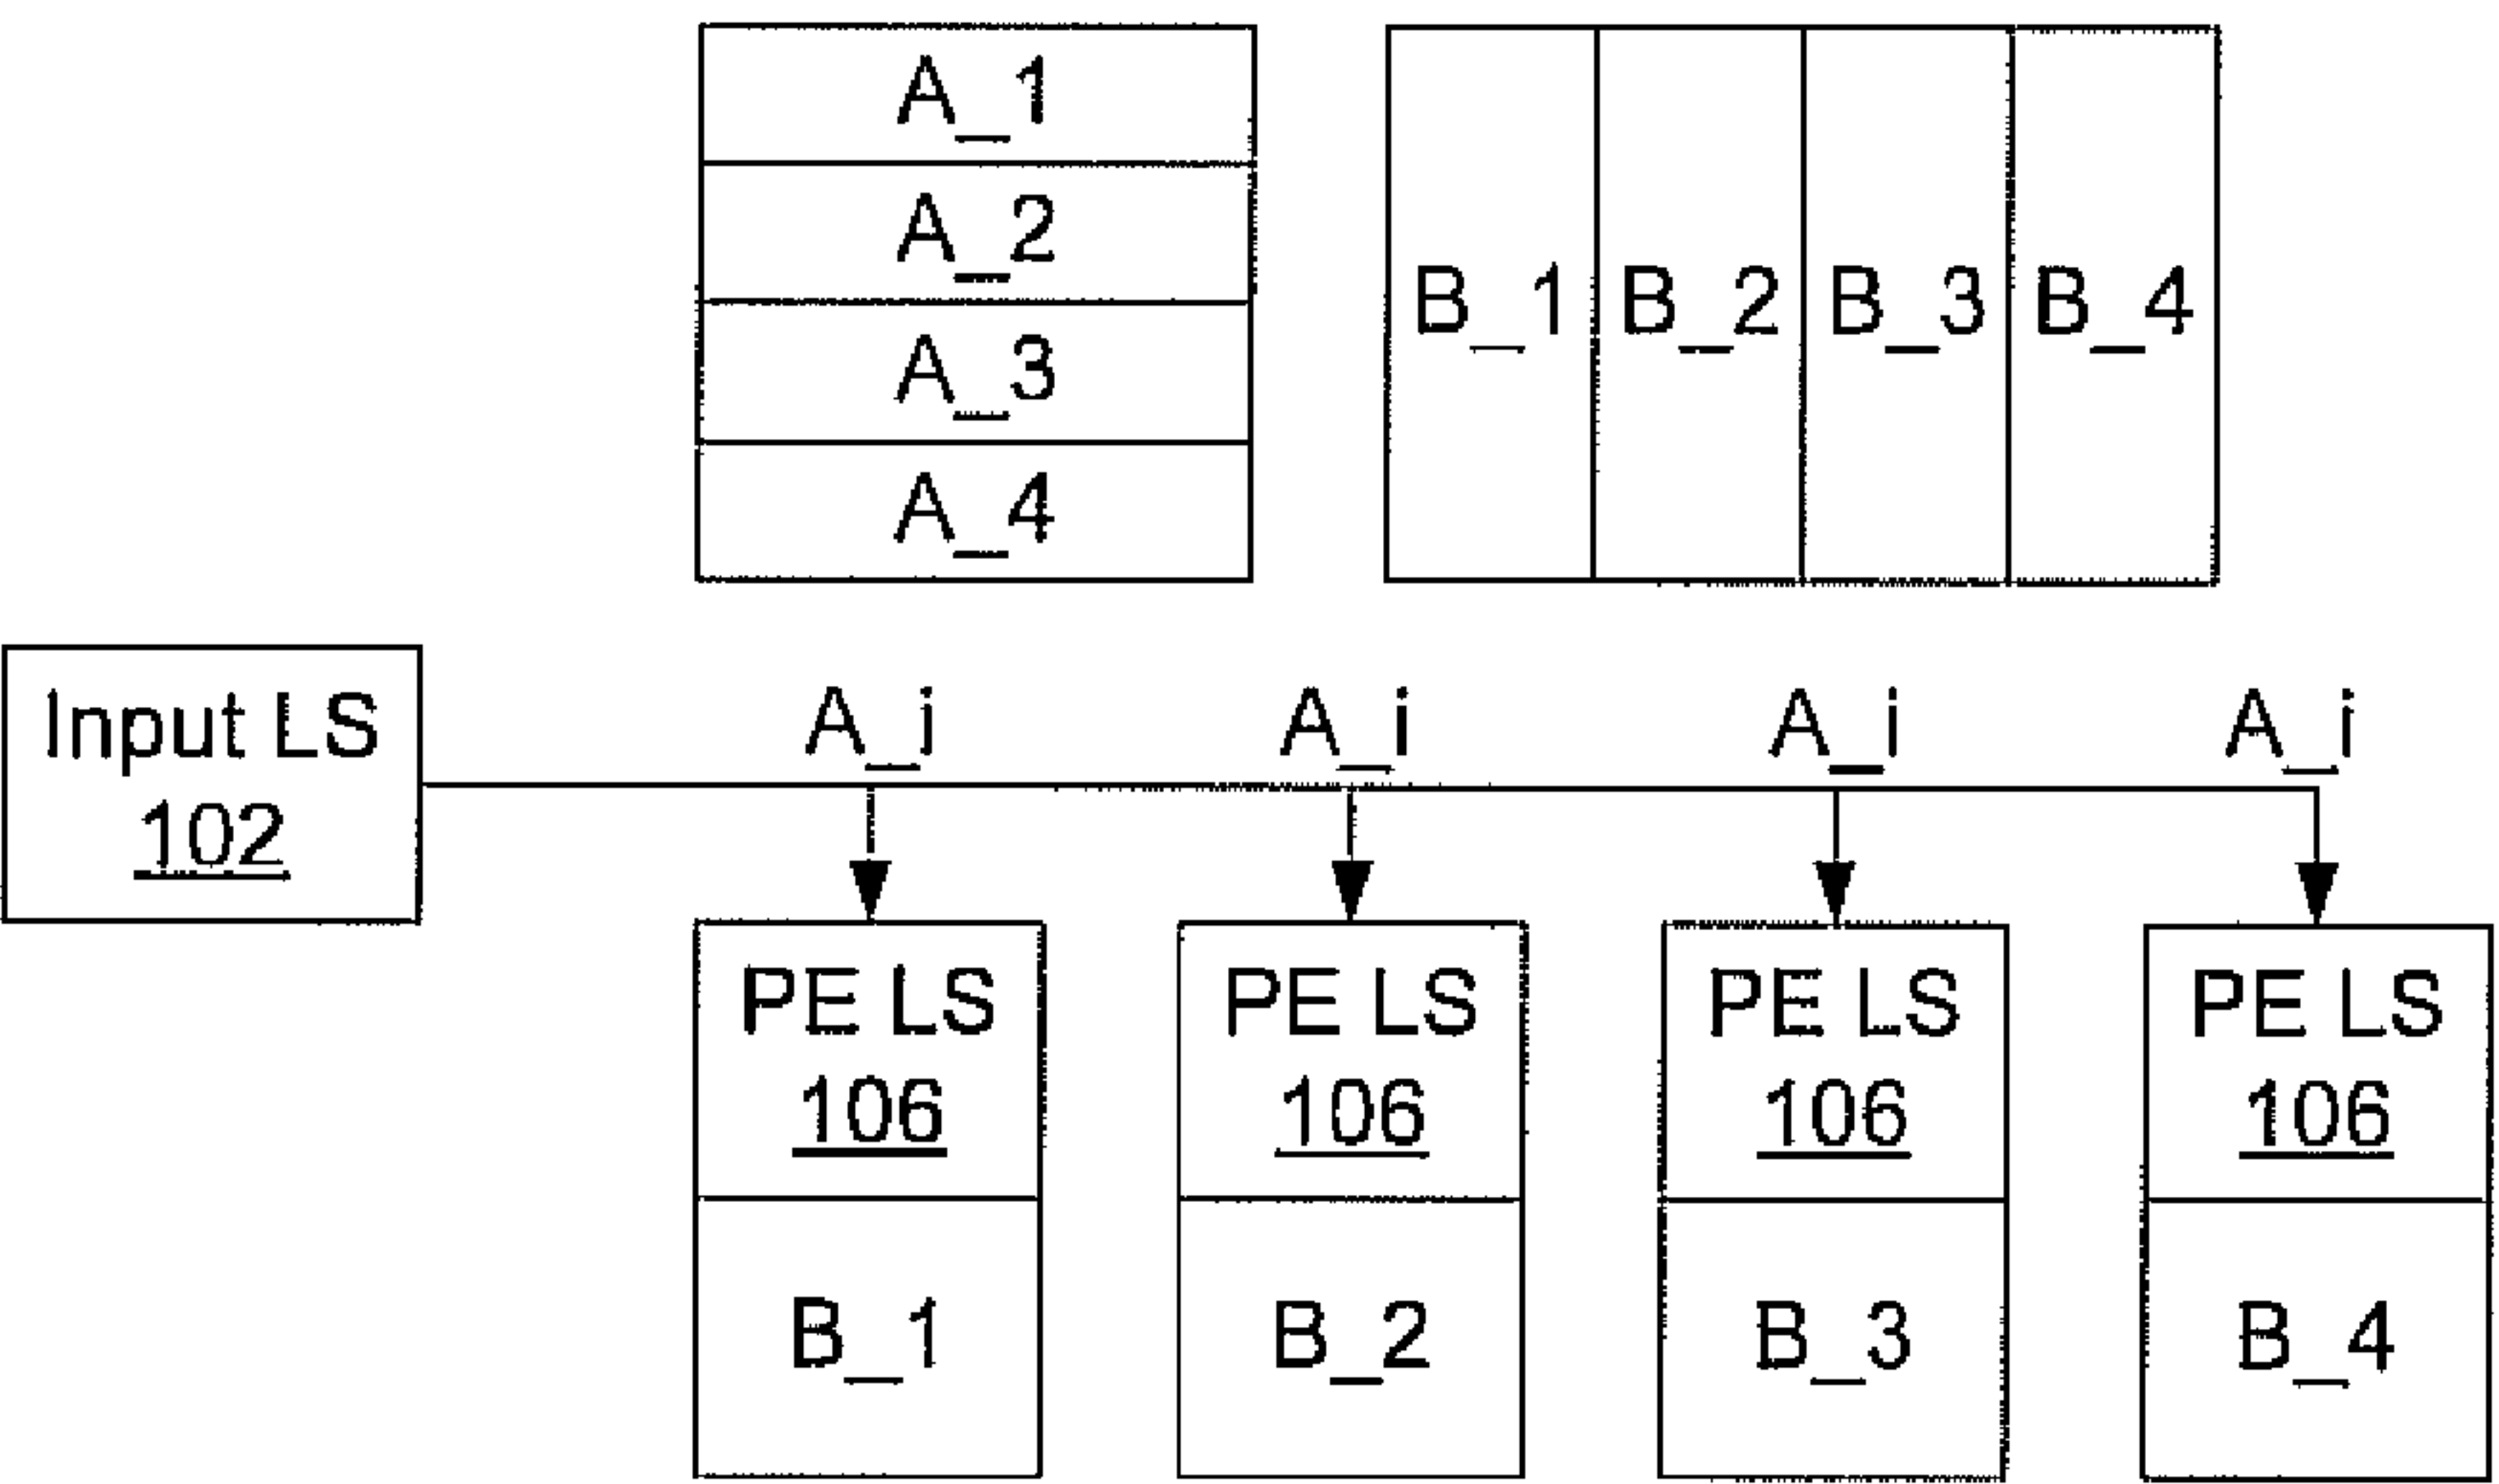 A_1
A_2
A_3
A_4
B_1 B_2 B_3 B_4
Input LS
102
A_i A_i A_i A_i
PE LS PE LS PE LS PE LS
106 106 106 106
B_1 B_2 B_3 B_4